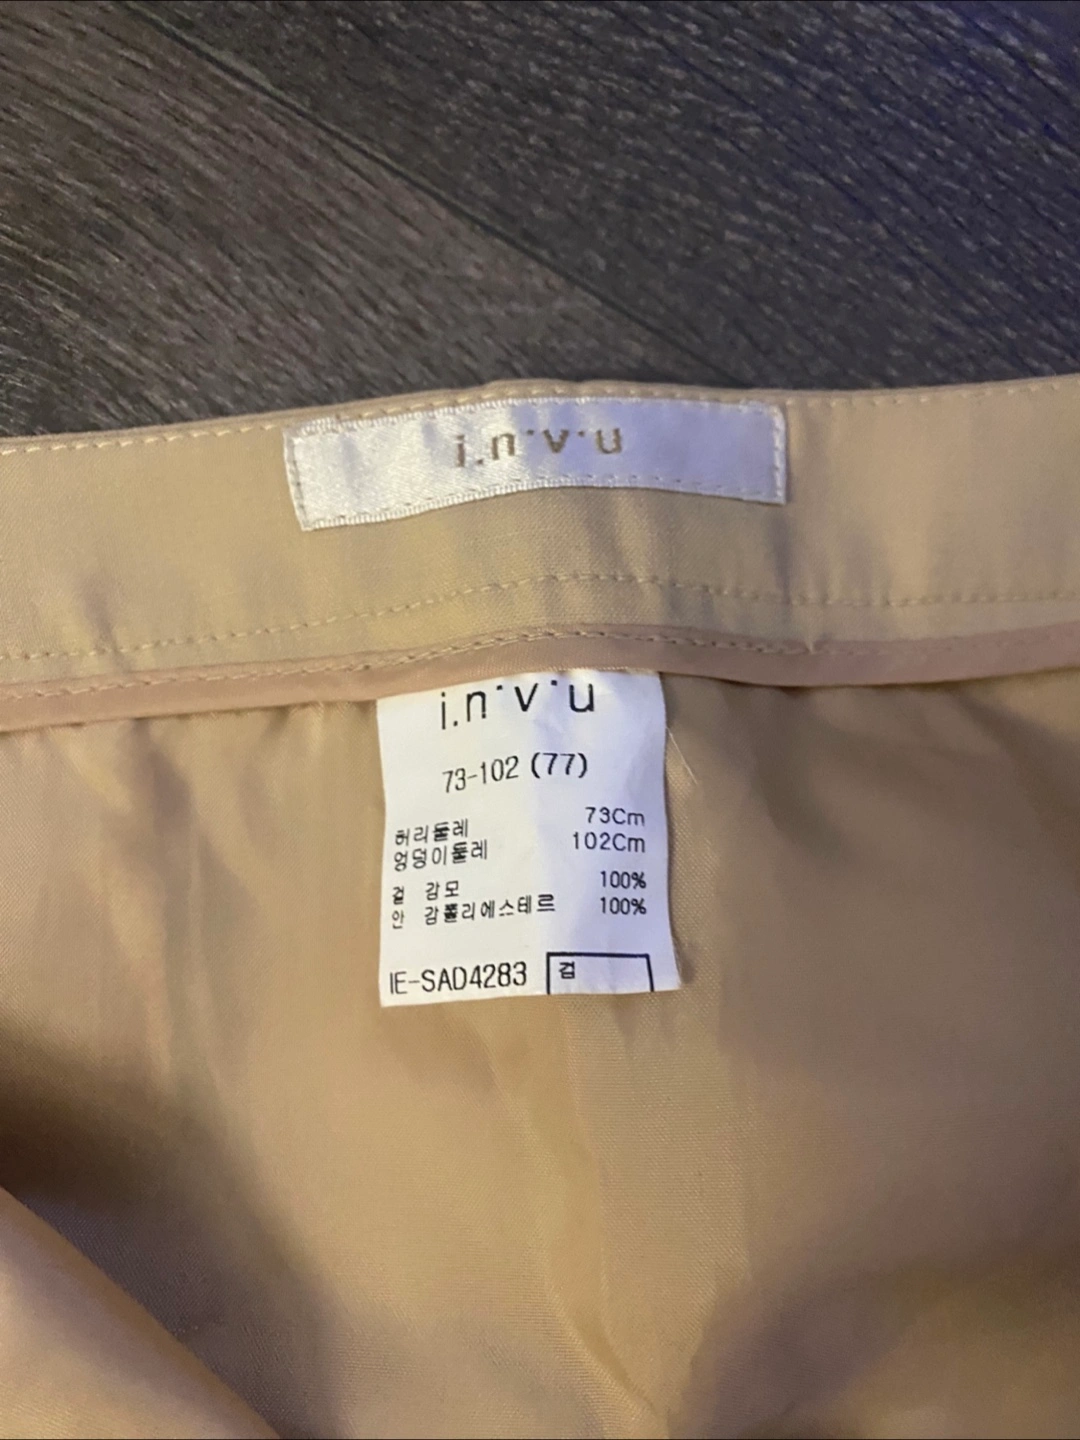 i.n.v.u
i.n.v.u
73-102 (77)
허리둘레 73Cm
엉덩이둘레 102Cm
겉 감모 100%
안 감폴리에스테르 100%
IE-SAD4283 검